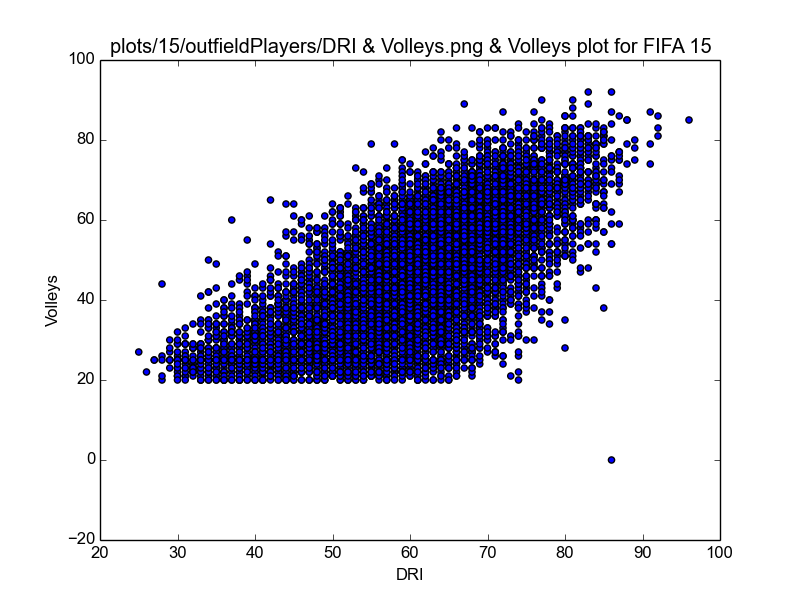 plots/15/outfieldPlayers/DRI & Volleys.png & Volleys plot for FIFA 15
100
80
60
40
20
0
−20
Volleys
20 30 40 50 60 70 80 90 100
DRI